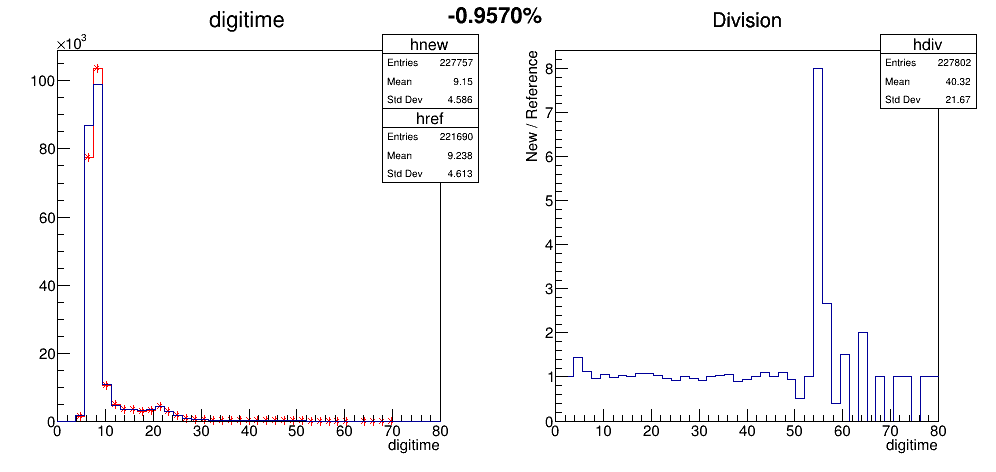 digitime
-0.9570%
Division
×10³
hnew
Entries 227757
Mean 9.15
Std Dev 4.586
href
Entries 221690
Mean 9.238
Std Dev 4.613
100
80
60
40
20
0
0 10 20 30 40 50 60 70 80
digitime
hdiv
Entries 227802
Mean 40.32
Std Dev 21.67
New / Reference
8
7
6
5
4
3
2
1
0
0 10 20 30 40 50 60 70 80
digitime